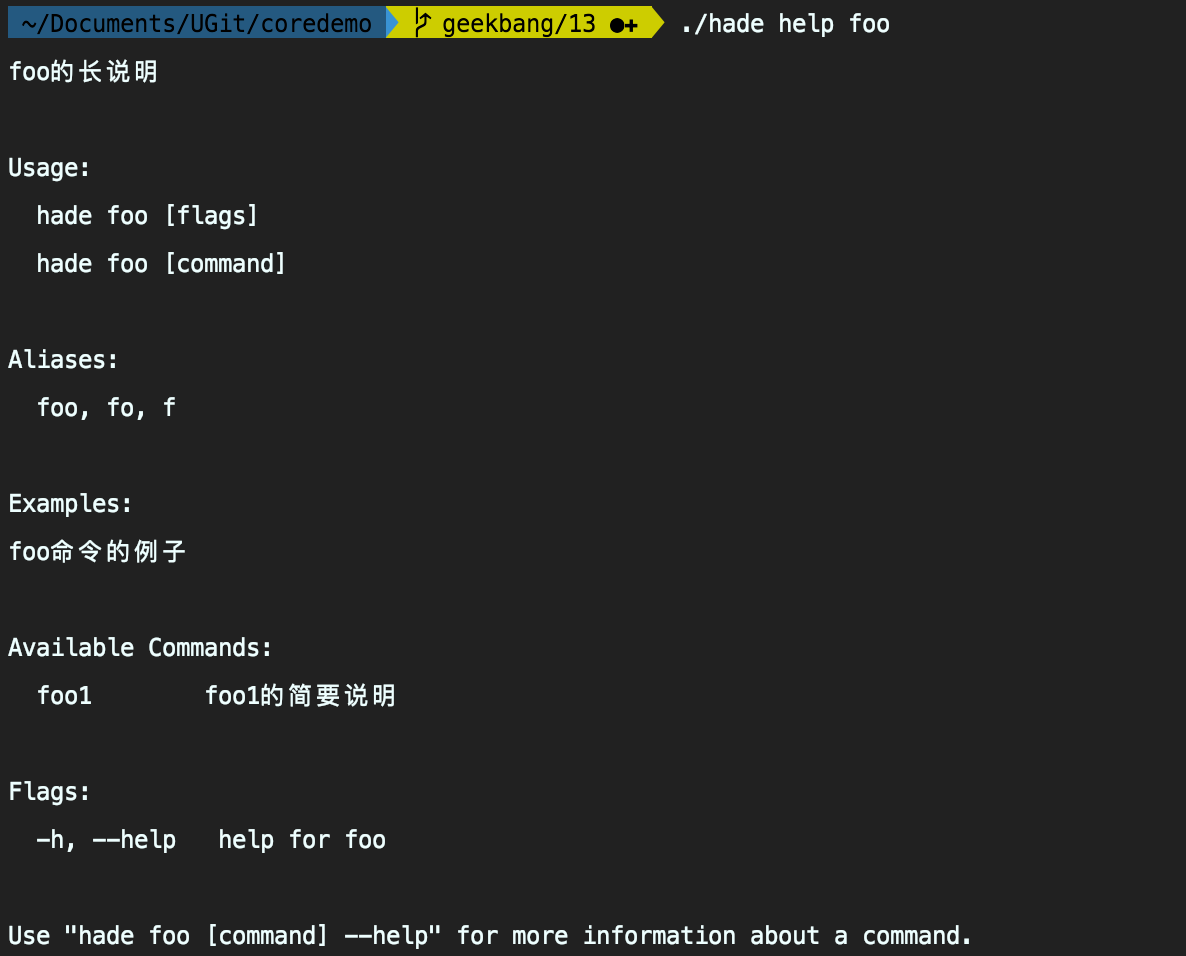 ~/Documents/UGit/coredemo geekbang/13 ●+ ./hade help foo
foo的长说明
Usage:
  hade foo [flags]
  hade foo [command]
Aliases:
  foo, fo, f
Examples:
foo命令的例子
Available Commands:
  foo1        foo1的简要说明
Flags:
  -h, --help   help for foo
Use "hade foo [command] --help" for more information about a command.